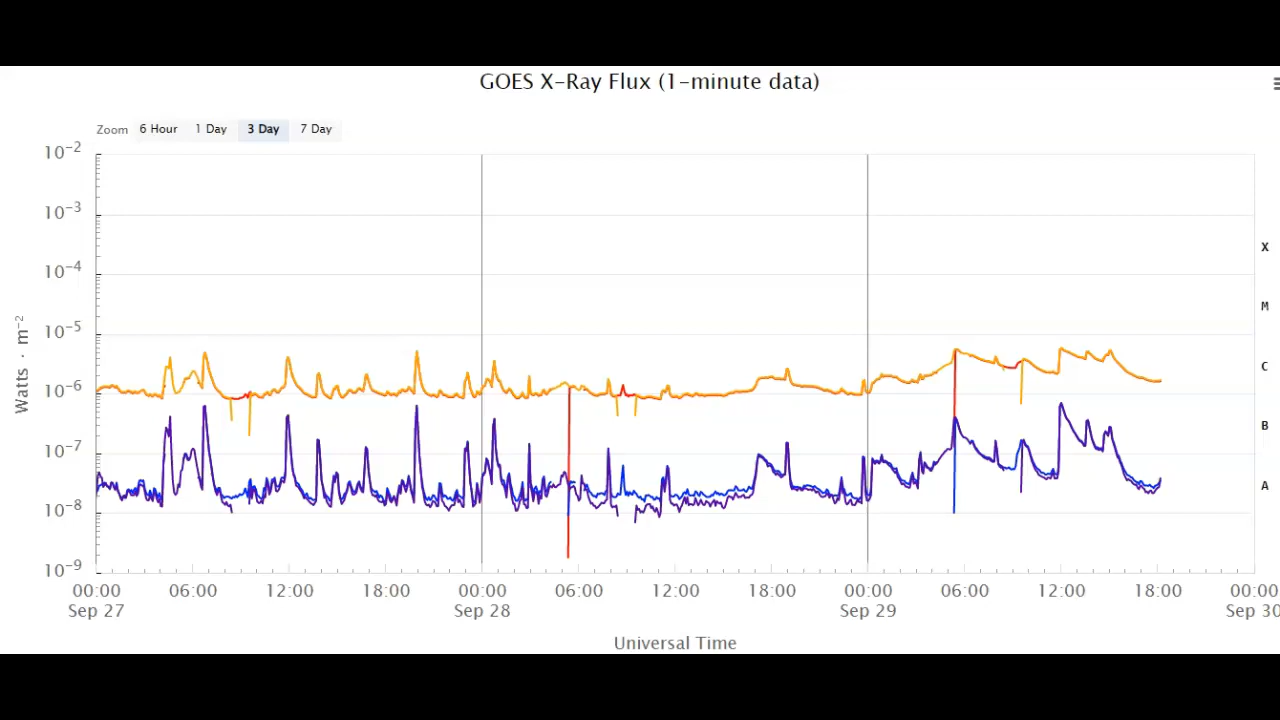 GOES X-Ray Flux (1-minute data)
Zoom 6 Hour 1 Day 3 Day 7 Day
10⁻²
10⁻³
10⁻⁴
10⁻⁵
10⁻⁶
10⁻⁷
10⁻⁸
10⁻⁹
Watts · m⁻²
X
M
C
B
A
00:00 06:00 12:00 18:00 00:00 06:00 12:00 18:00 00:00 06:00 12:00 18:00 00:00
Sep 27 Sep 28 Sep 29 Sep 30
Universal Time